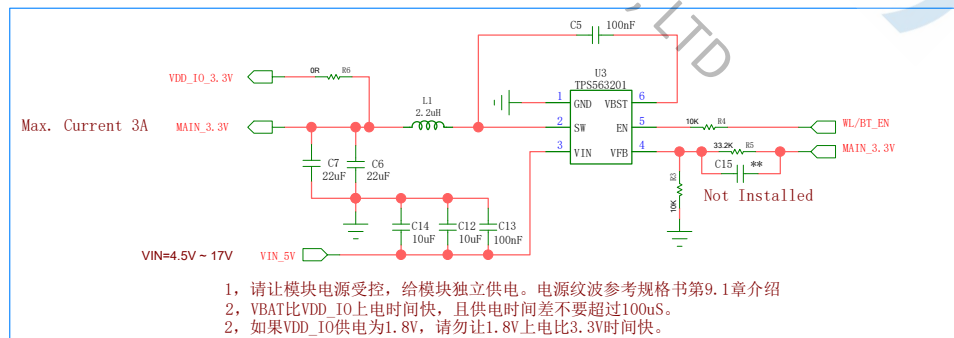 , LTD
C5 100nF
U3
TPS563201
VDD_IO_3.3V 0R R6
L1
2.2uH
1 GND VBST 6
Max. Current 3A MAIN_3.3V
2 SW EN 5 10K R4 WL/BT_EN
3 VIN VFB 4 33.2K R5 MAIN_3.3V
C7 22uF C6 22uF
C15 **
Not Installed
R3 10K
C14 10uF C12 10uF C13 100nF
VIN=4.5V ~ 17V VIN_5V
1，请让模块电源受控，给模块独立供电。电源纹波参考规格书第9.1章介绍
2，VBAT比VDD_IO上电时间快，且供电时间差不要超过100uS。
2，如果VDD_IO供电为1.8V，请勿让1.8V上电比3.3V时间快。